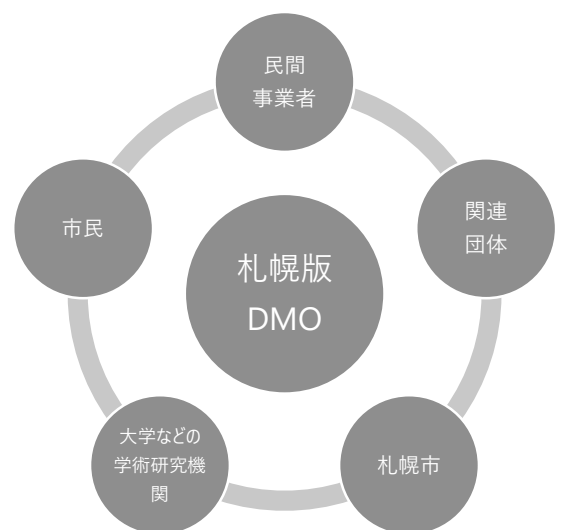 民間
事業者
関連
団体
市民
札幌版
DMO
大学などの
学術研究機
関
札幌市